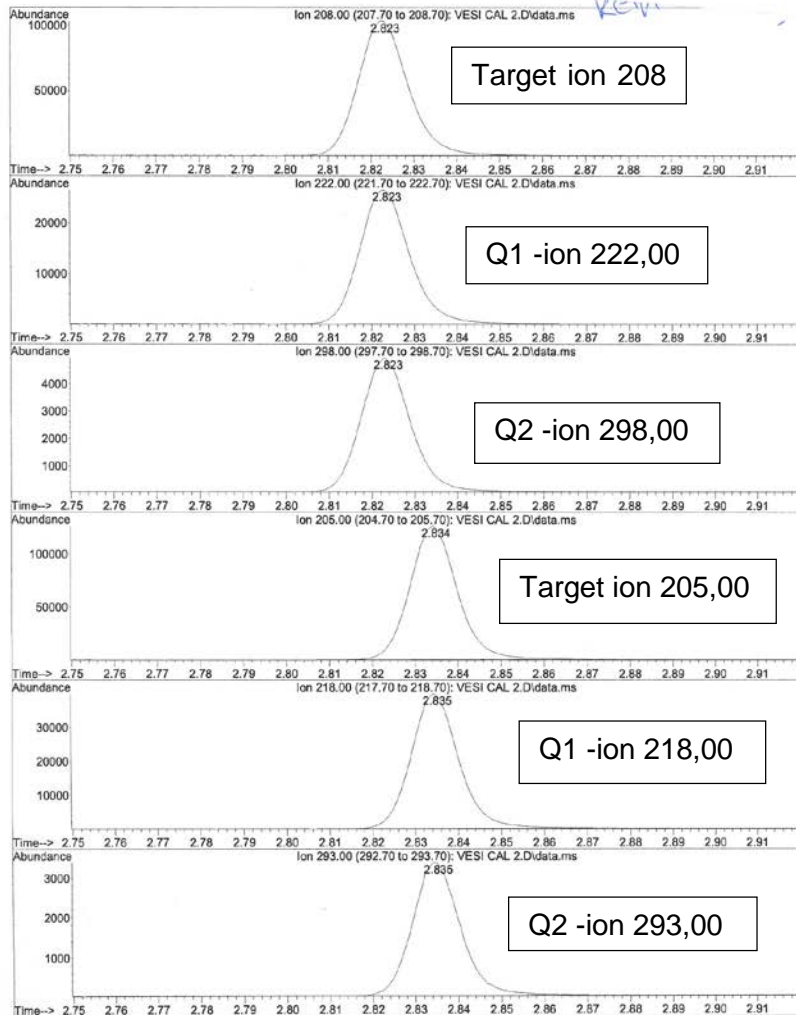 Abundance
Ion 208.00 (207.70 to 208.70): VESI CAL 2.D\data.ms
100000
2.823
50000
Target ion 208
Time--> 2.75 2.76 2.77 2.78 2.79 2.80 2.81 2.82 2.83 2.84 2.85 2.86 2.87 2.88 2.89 2.90 2.91
Abundance
Ion 222.00 (221.70 to 222.70): VESI CAL 2.D\data.ms
2.823
20000
10000
Q1 -ion 222,00
Time--> 2.75 2.76 2.77 2.78 2.79 2.80 2.81 2.82 2.83 2.84 2.85 2.86 2.87 2.88 2.89 2.90 2.91
Abundance
Ion 298.00 (297.70 to 298.70): VESI CAL 2.D\data.ms
2.823
4000
3000
2000
1000
Q2 -ion 298,00
Time--> 2.75 2.76 2.77 2.78 2.79 2.80 2.81 2.82 2.83 2.84 2.85 2.86 2.87 2.88 2.89 2.90 2.91
Abundance
Ion 205.00 (204.70 to 205.70): VESI CAL 2.D\data.ms
2.834
100000
50000
Target ion 205,00
Time--> 2.75 2.76 2.77 2.78 2.79 2.80 2.81 2.82 2.83 2.84 2.85 2.86 2.87 2.88 2.89 2.90 2.91
Abundance
Ion 218.00 (217.70 to 218.70): VESI CAL 2.D\data.ms
2.835
30000
20000
10000
Q1 -ion 218,00
Time--> 2.75 2.76 2.77 2.78 2.79 2.80 2.81 2.82 2.83 2.84 2.85 2.86 2.87 2.88 2.89 2.90 2.91
Abundance
Ion 293.00 (292.70 to 293.70): VESI CAL 2.D\data.ms
2.835
3000
2000
1000
Q2 -ion 293,00
Time--> 2.75 2.76 2.77 2.78 2.79 2.80 2.81 2.82 2.83 2.84 2.85 2.86 2.87 2.88 2.89 2.90 2.91